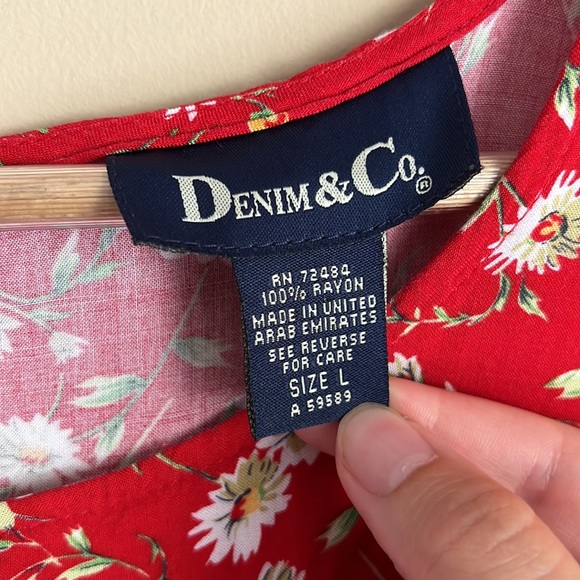 DENIM & CO.®
RN 72484
100% RAYON
MADE IN UNITED
ARAB EMIRATES
SEE REVERSE
FOR CARE
SIZE L
A 59589